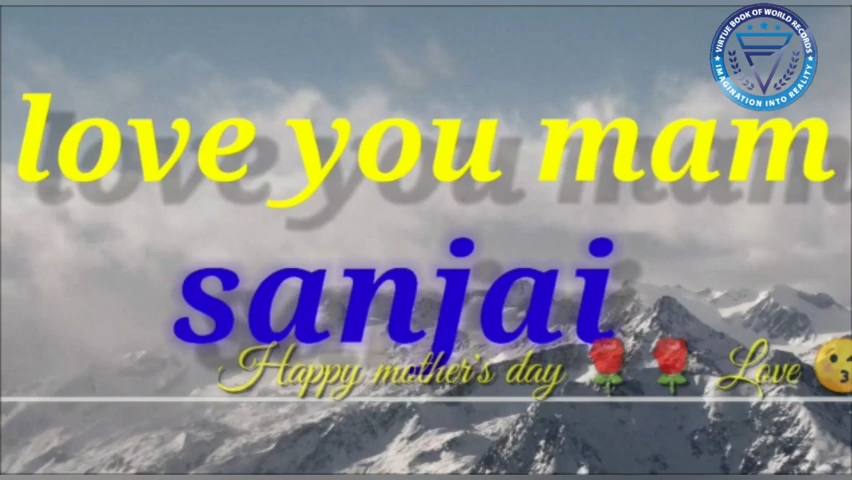 VIRTUE BOOK OF WORLD RECORDS
IMAGINATION INTO REALITY
love you mam
sanjai
Happy mother's day 🌹 🌹 Love 😘